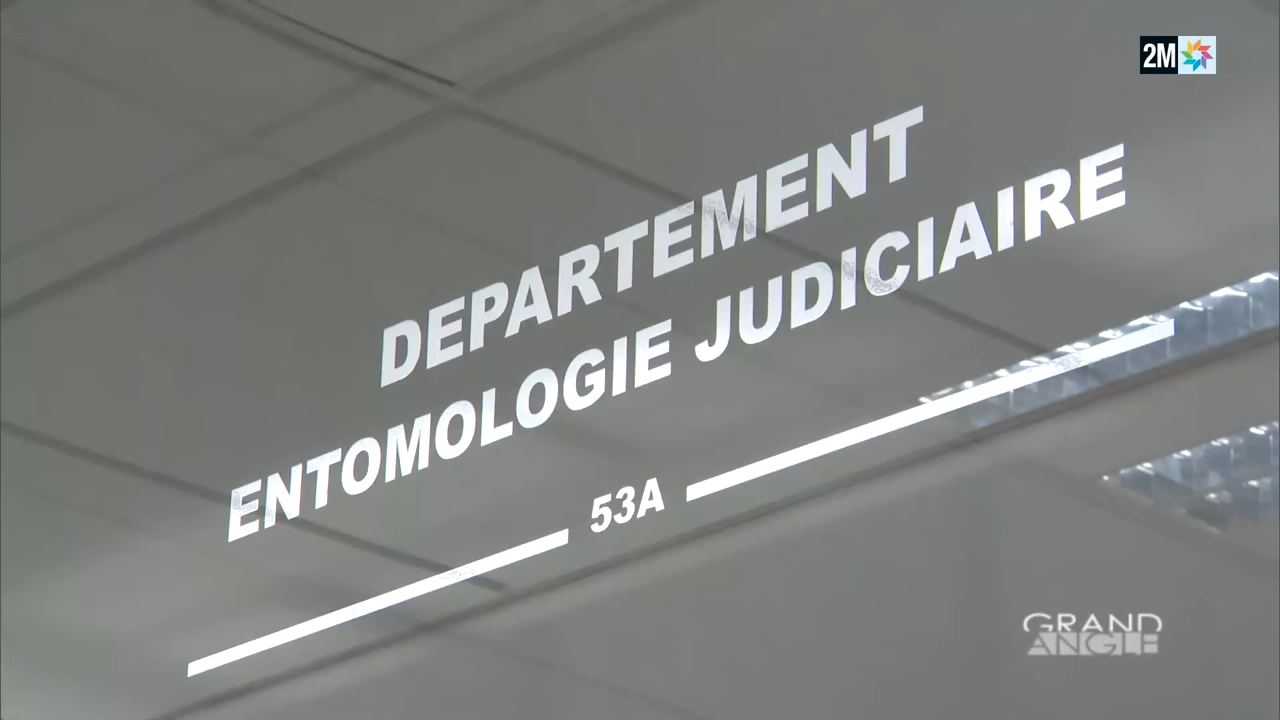 2M
DEPARTEMENT
ENTOMOLOGIE JUDICIAIRE
53A
GRAND
ANGLE